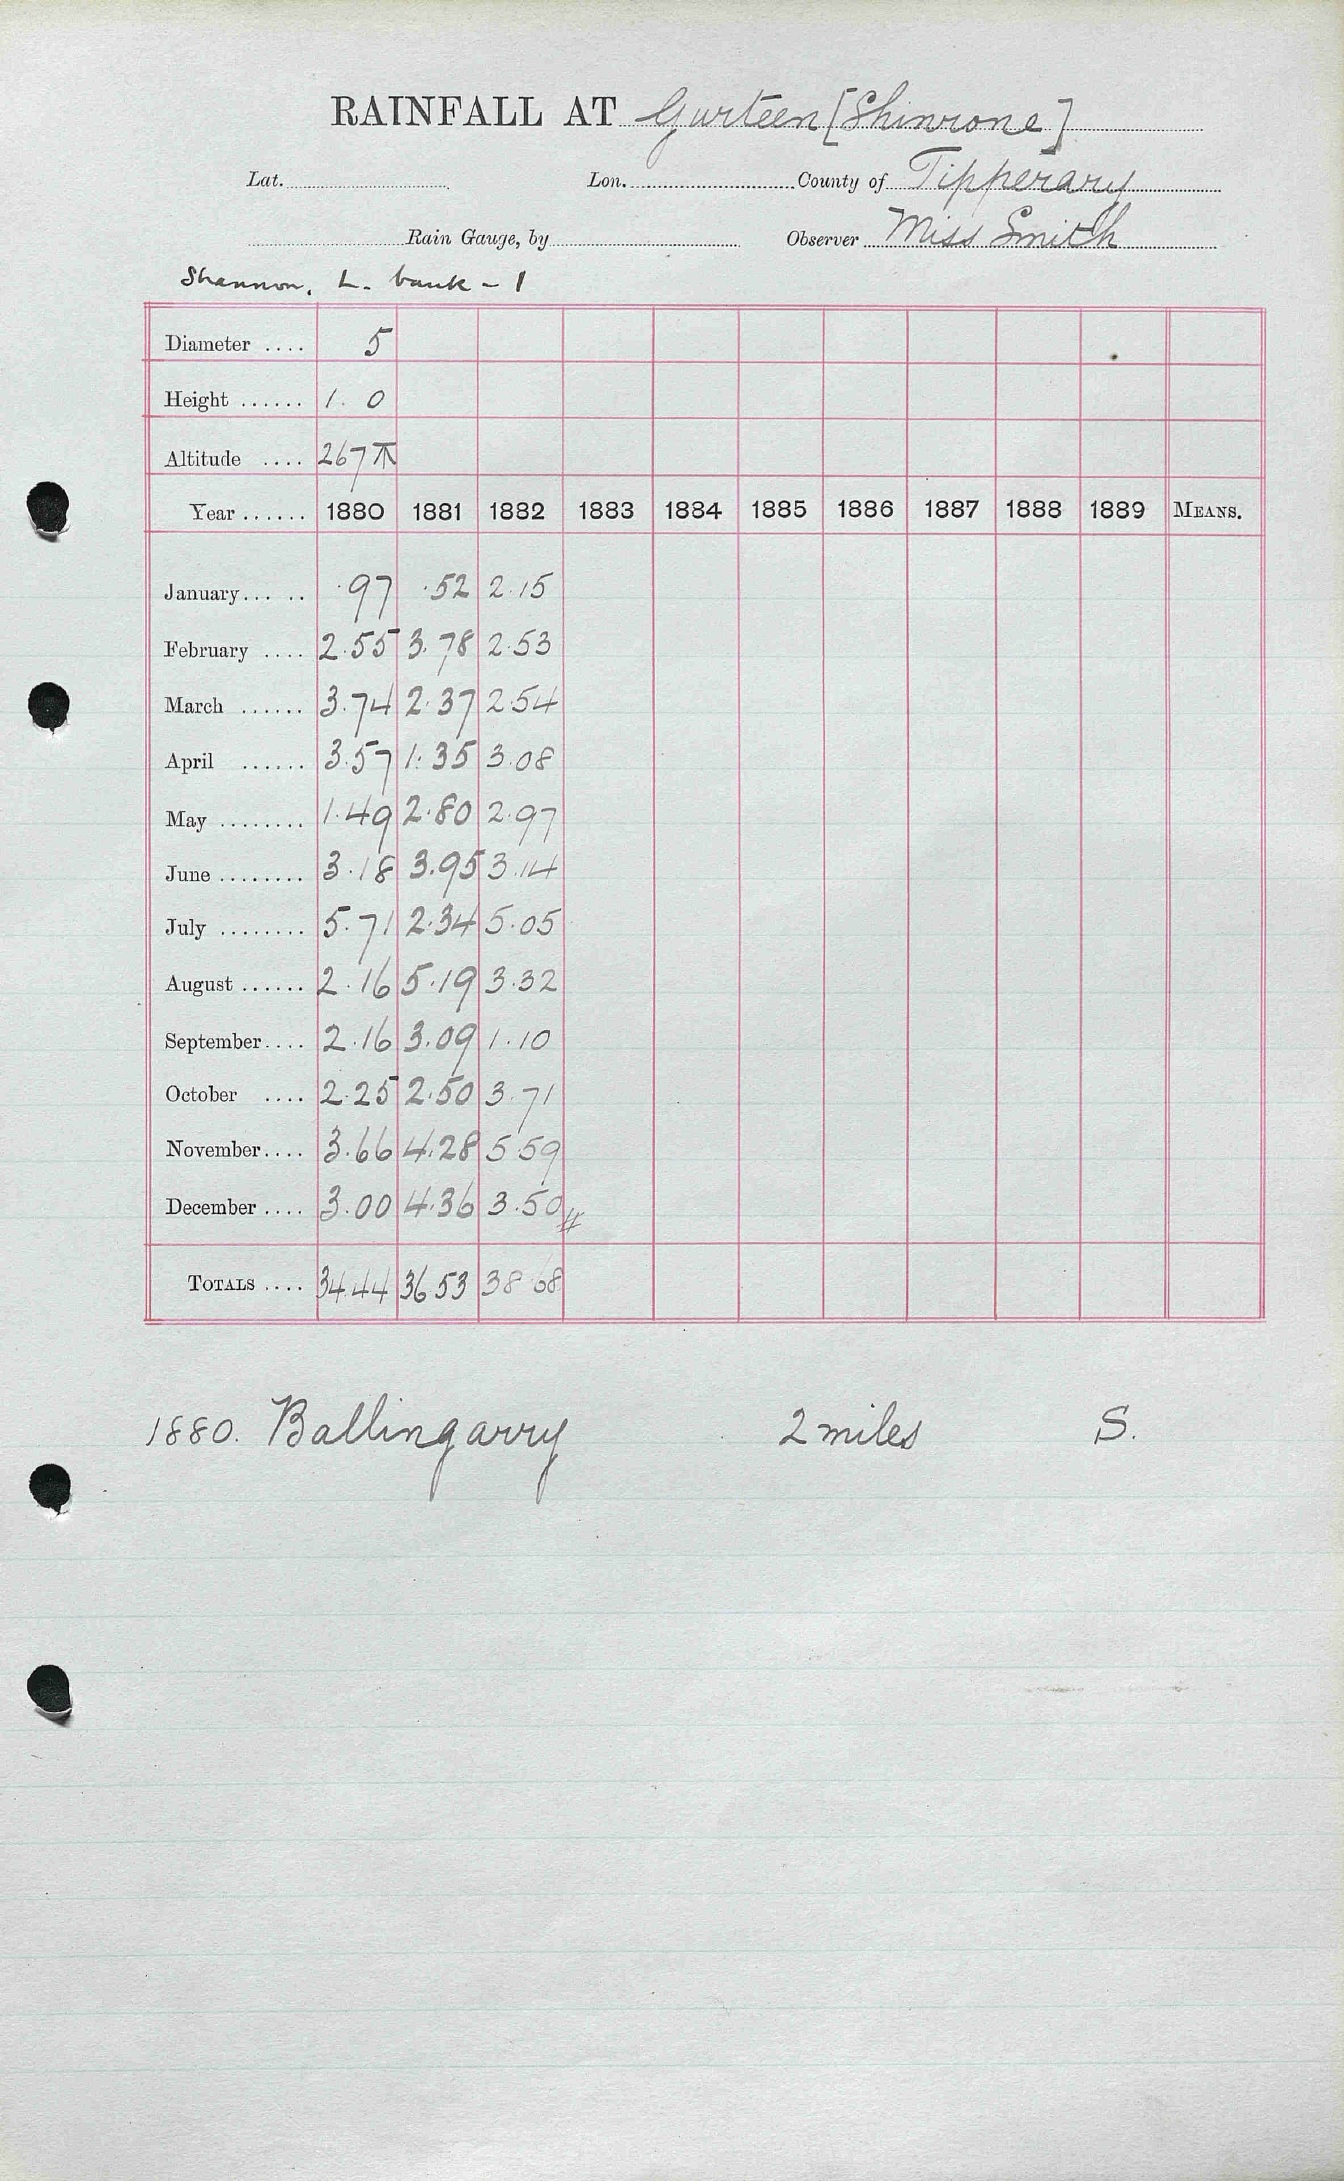 RAINFALL AT Gurteen [Shinrone]
Lat. Lon. County of Tipperary
Rain Gauge, by Observer Miss Smith
Shannon, L. bank - 1
Diameter .... 5
Height ...... 1. 0
Altitude .... 267
Year ...... 1880 1881 1882 1883 1884 1885 1886 1887 1888 1889 MEANS.
January... .. .97 .52 2.15
February .... 2.55 3.78 2.53
March ...... 3.74 2.37 2.54
April ...... 3.57 1.35 3.08
May ........ 1.49 2.80 2.97
June ........ 3.18 3.95 3.14
July ........ 5.71 2.34 5.05
August ...... 2.16 5.19 3.32
September.... 2.16 3.09 1.10
October .... 2.25 2.50 3.71
November.... 3.66 4.28 5.59
December .... 3.00 4.36 3.50
TOTALS .... 34.44 36 53 38 68
1880. Ballingarry 2 miles S.